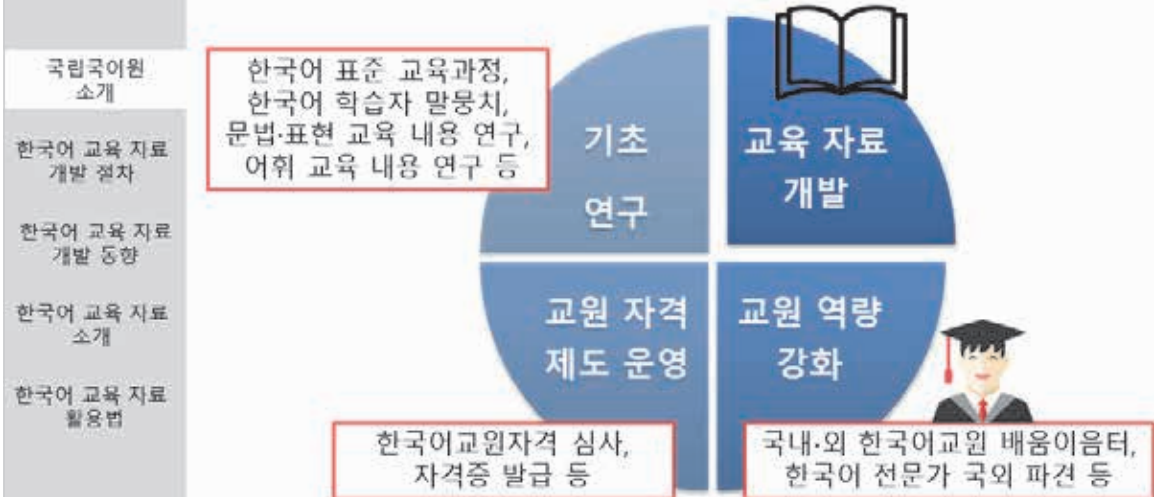 국립국어원
소개
한국어 교육 자료
개발 절차
한국어 교육 자료
개발 동향
한국어 교육 자료
소개
한국어 교육 자료
활용법
한국어 표준 교육과정,
한국어 학습자 말뭉치,
문법·표현 교육 내용 연구,
어휘 교육 내용 연구 등
기초
연구
교육 자료
개발
교원 자격
제도 운영
교원 역량
강화
한국어교원자격 심사,
자격증 발급 등
국내·외 한국어교원 배움이음터,
한국어 전문가 국외 파견 등